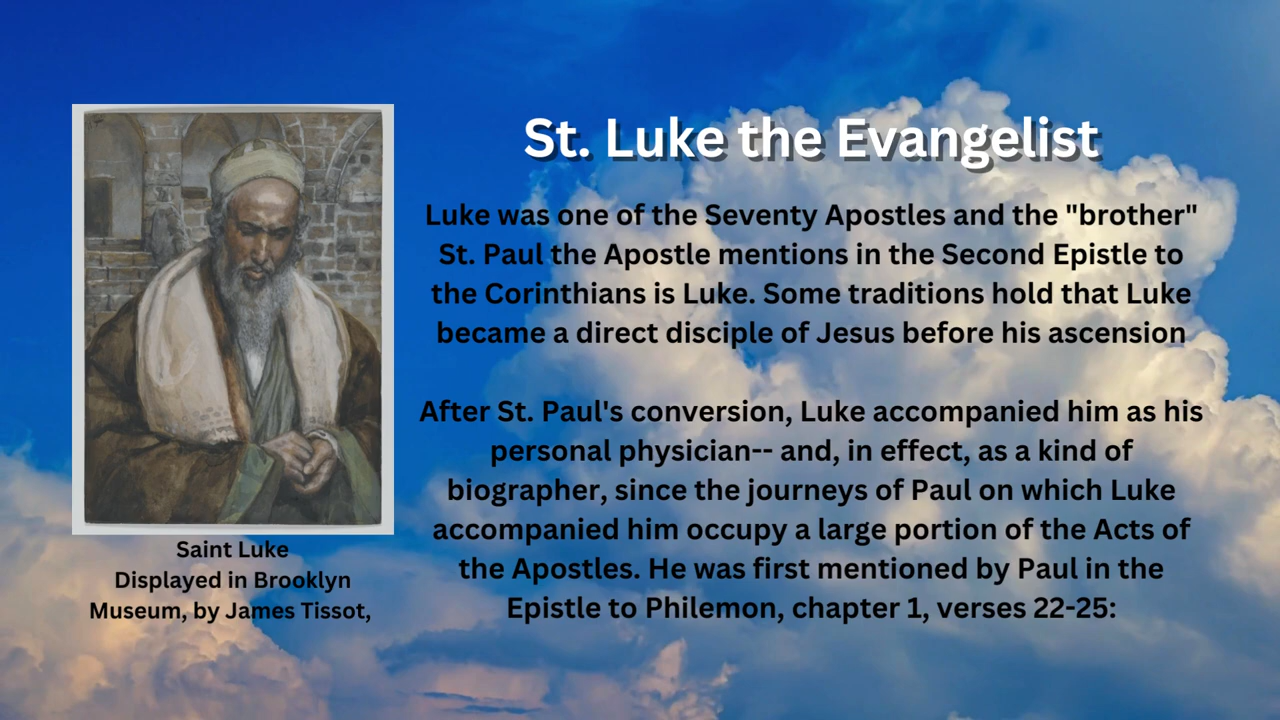 St. Luke the Evangelist
Luke was one of the Seventy Apostles and the "brother"
St. Paul the Apostle mentions in the Second Epistle to
the Corinthians is Luke. Some traditions hold that Luke
became a direct disciple of Jesus before his ascension
After St. Paul's conversion, Luke accompanied him as his
personal physician-- and, in effect, as a kind of
biographer, since the journeys of Paul on which Luke
accompanied him occupy a large portion of the Acts of
the Apostles. He was first mentioned by Paul in the
Epistle to Philemon, chapter 1, verses 22-25:
Saint Luke
Displayed in Brooklyn
Museum, by James Tissot,